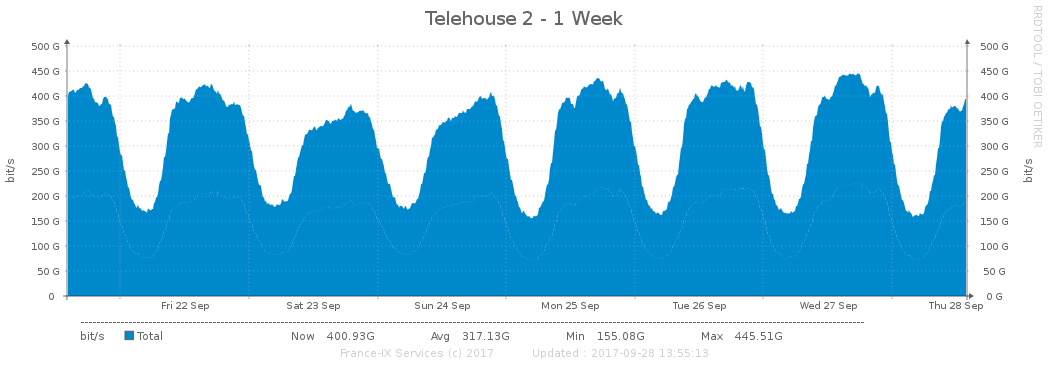 Telehouse 2 - 1 Week
RRDTOOL / TOBI OETIKER
500 G 500 G
450 G 450 G
400 G 400 G
350 G 350 G
300 G 300 G
250 G 250 G
200 G 200 G
150 G 150 G
100 G 100 G
50 G 50 G
0 0 G
bit/s bit/s
Fri 22 Sep Sat 23 Sep Sun 24 Sep Mon 25 Sep Tue 26 Sep Wed 27 Sep Thu 28 Sep
bit/s Total Now 400.93G Avg 317.13G Min 155.08G Max 445.51G
France-IX Services (c) 2017 Updated : 2017-09-28 13:55:13